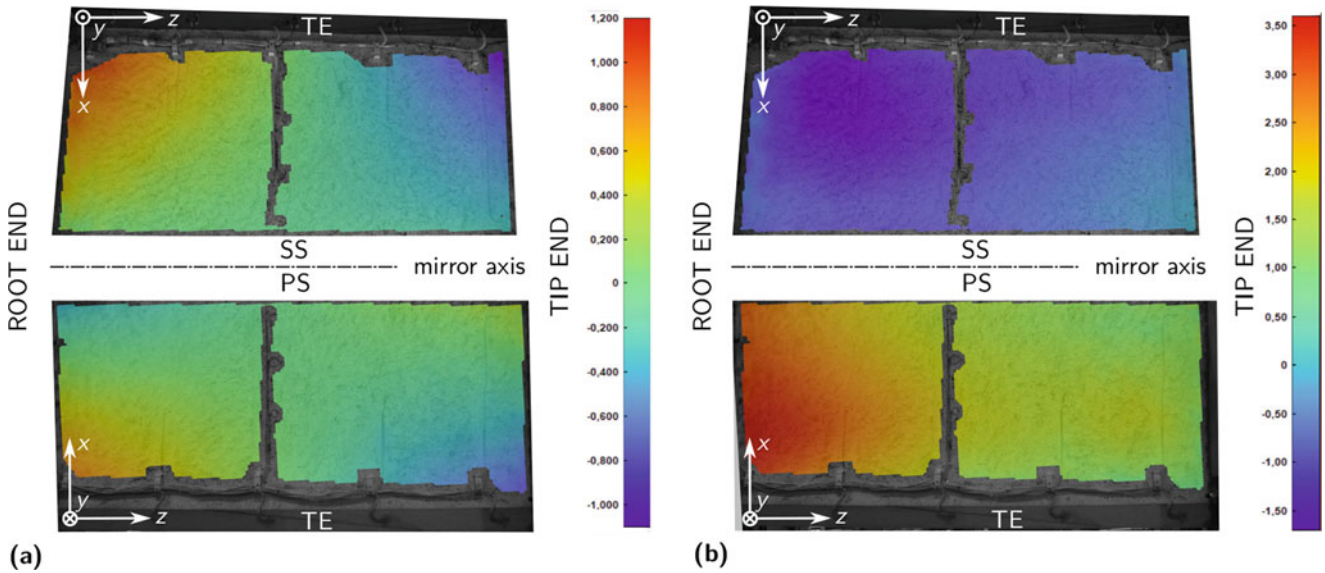 TE
z
y
x
1,200
1,000
0,800
0,600
0,400
0,200
0
-0,200
-0,400
-0,600
-0,800
-1,000
ROOT END
TIP END
SS
mirror axis
PS
x
y
z
TE
(a)
TE
z
y
x
3,50
3,00
2,50
2,00
1,50
1,00
0,50
0
-0,50
-1,00
-1,50
ROOT END
TIP END
SS
mirror axis
PS
x
y
z
TE
(b)